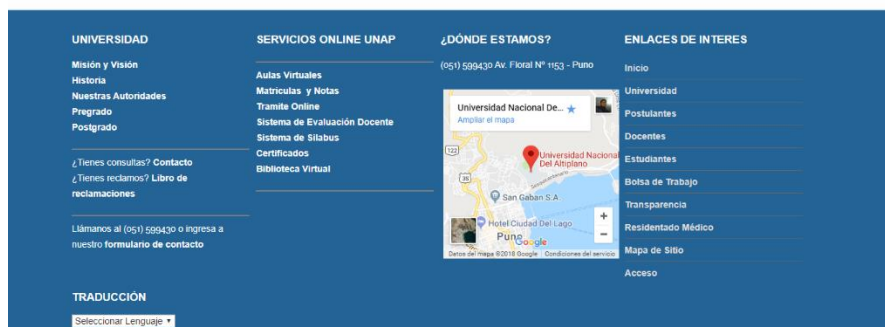 UNIVERSIDAD
Misión y Visión
Historia
Nuestras Autoridades
Pregrado
Postgrado
¿Tienes consultas? Contacto
¿Tienes reclamos? Libro de
reclamaciones
Llámanos al (051) 599430 o ingresa a
nuestro formulario de contacto
SERVICIOS ONLINE UNAP
Aulas Virtuales
Matriculas y Notas
Tramite Online
Sistema de Evaluación Docente
Sistema de Silabus
Certificados
Biblioteca Virtual
¿DÓNDE ESTAMOS?
(051) 599430 Av. Floral Nº 1153 - Puno
Universidad Nacional De...
Ampliar el mapa
122
Universidad Nacional
Del Altiplano
San Gaban S.A
Hotel Ciudad Del Lago
Puno
Google
+
−
Datos del mapa ©2018 Google
Condiciones del servicio
ENLACES DE INTERES
Inicio
Universidad
Postulantes
Docentes
Estudiantes
Bolsa de Trabajo
Transparencia
Residentado Médico
Mapa de Sitio
Acceso
TRADUCCIÓN
Seleccionar Lenguaje